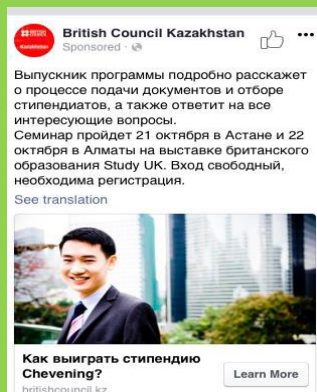 British Council Kazakhstan
Sponsored
Выпускник программы подробно расскажет
о процессе подачи документов и отборе
стипендиатов, а также ответит на все
интересующие вопросы.
Семинар пройдет 21 октября в Астане и 22
октября в Алматы на выставке британского
образования Study UK. Вход свободный,
необходима регистрация.
See translation
Как выиграть стипендию
Chevening?
Learn More
britishcouncil.kz